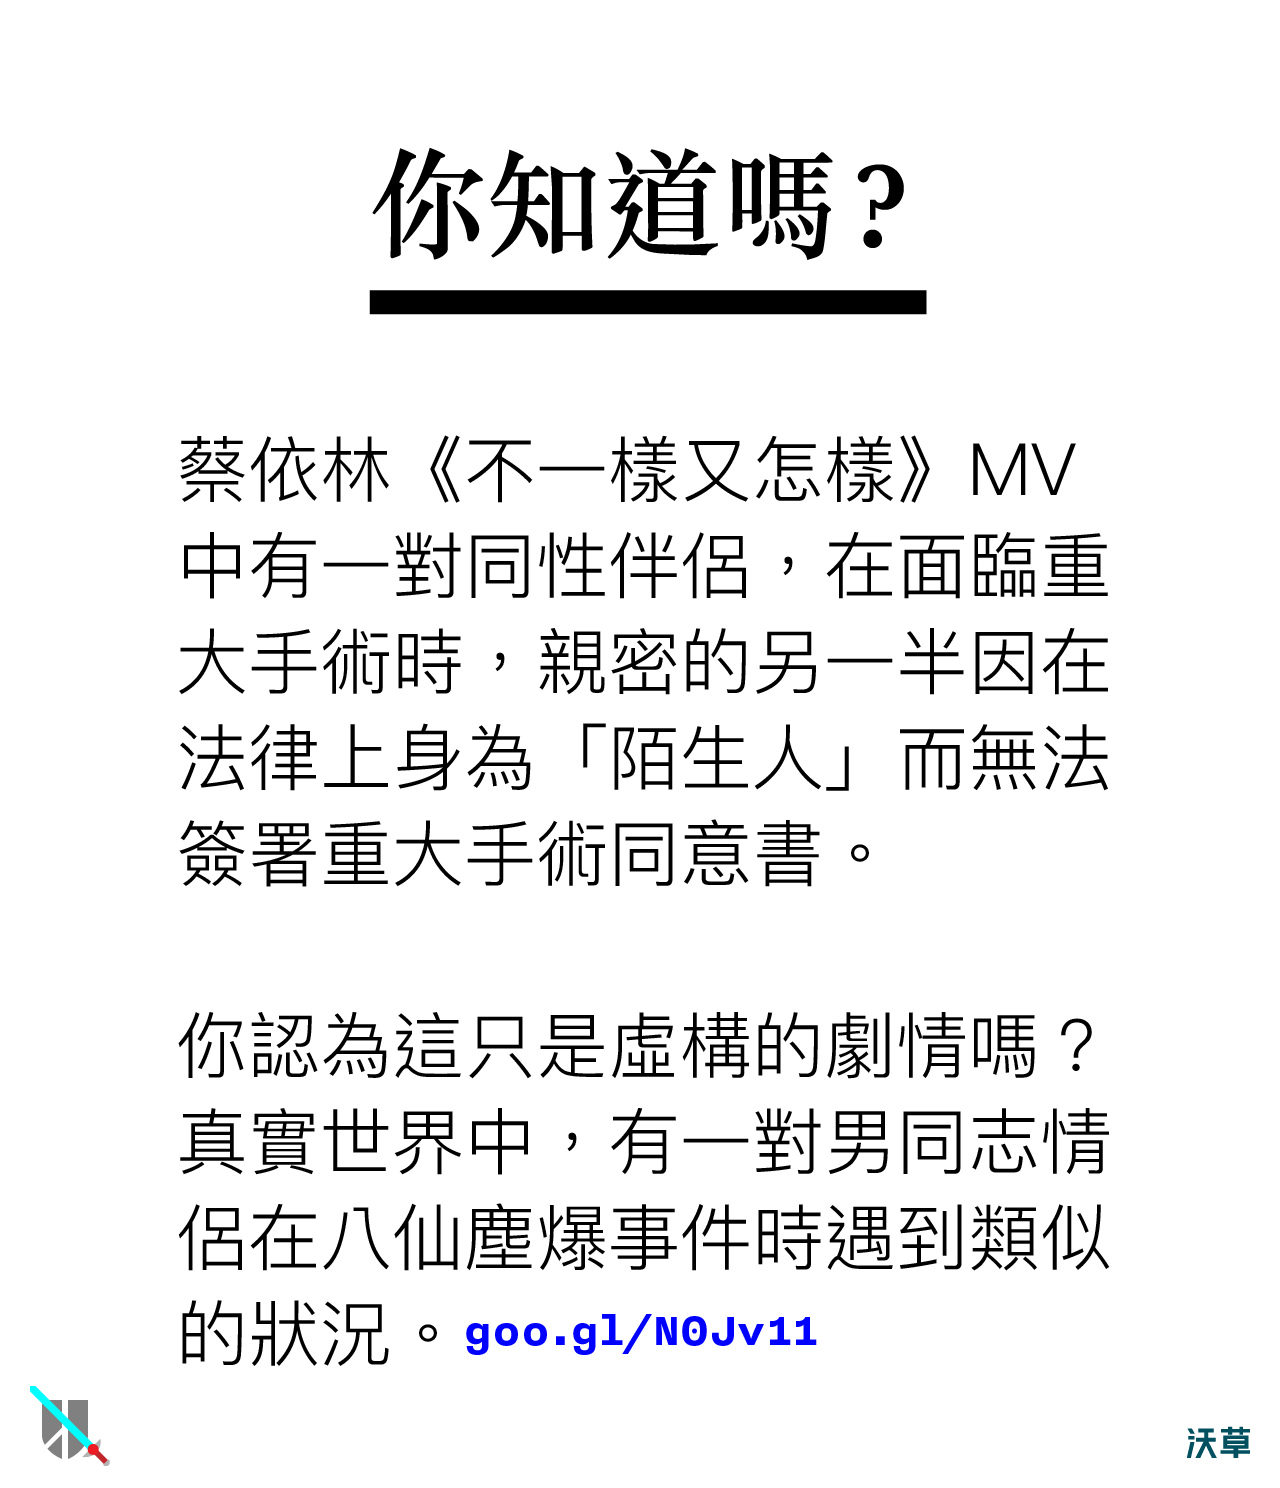 你知道嗎?
蔡依林《不一樣又怎樣》MV
中有一對同性伴侶，在面臨重
大手術時，親密的另一半因在
法律上身為「陌生人」而無法
簽署重大手術同意書。
你認為這只是虛構的劇情嗎？
真實世界中，有一對男同志情
侶在八仙塵爆事件時遇到類似
的狀況。goo.gl/N0Jv11
沃草